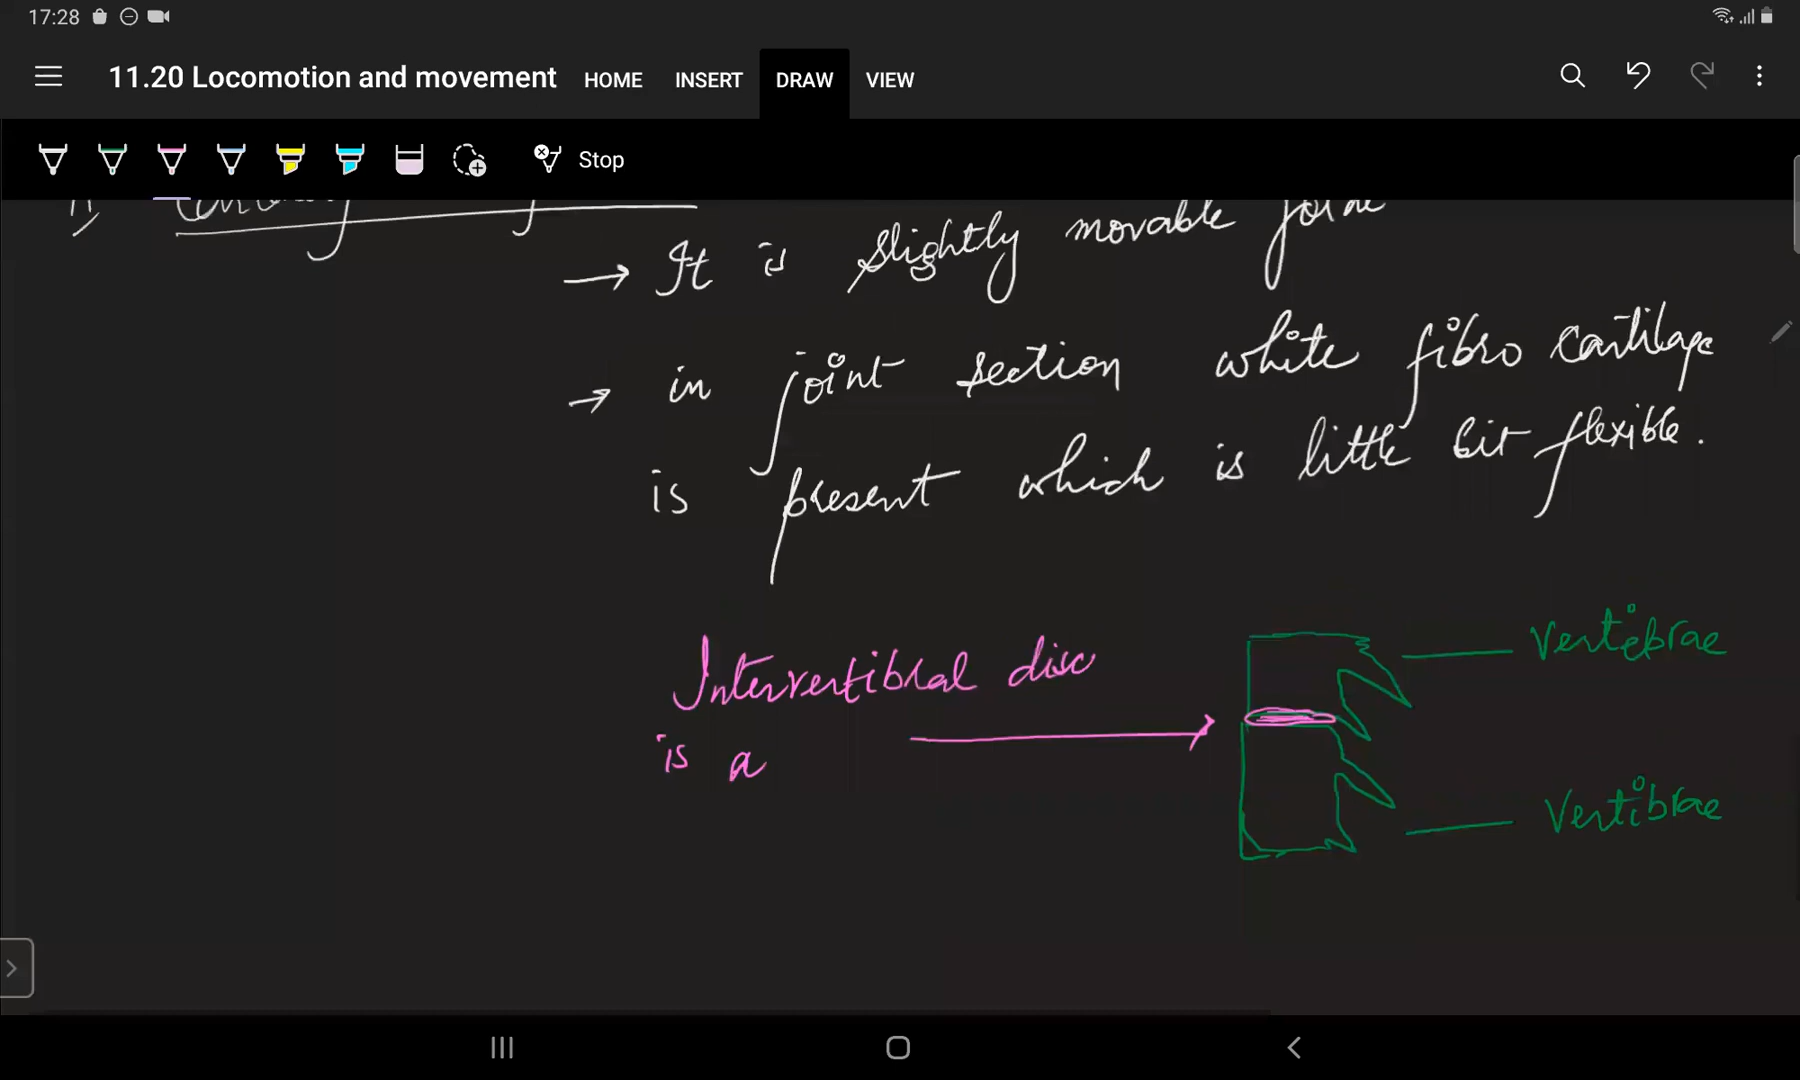 17:28
11.20 Locomotion and movement HOME INSERT DRAW VIEW
Stop
→ It is slightly movable joint
→ in joint section white fibro cartilage
is present which is little bit flexible.
Intervertibral disc
is a
Vertebrae
Vertibrae